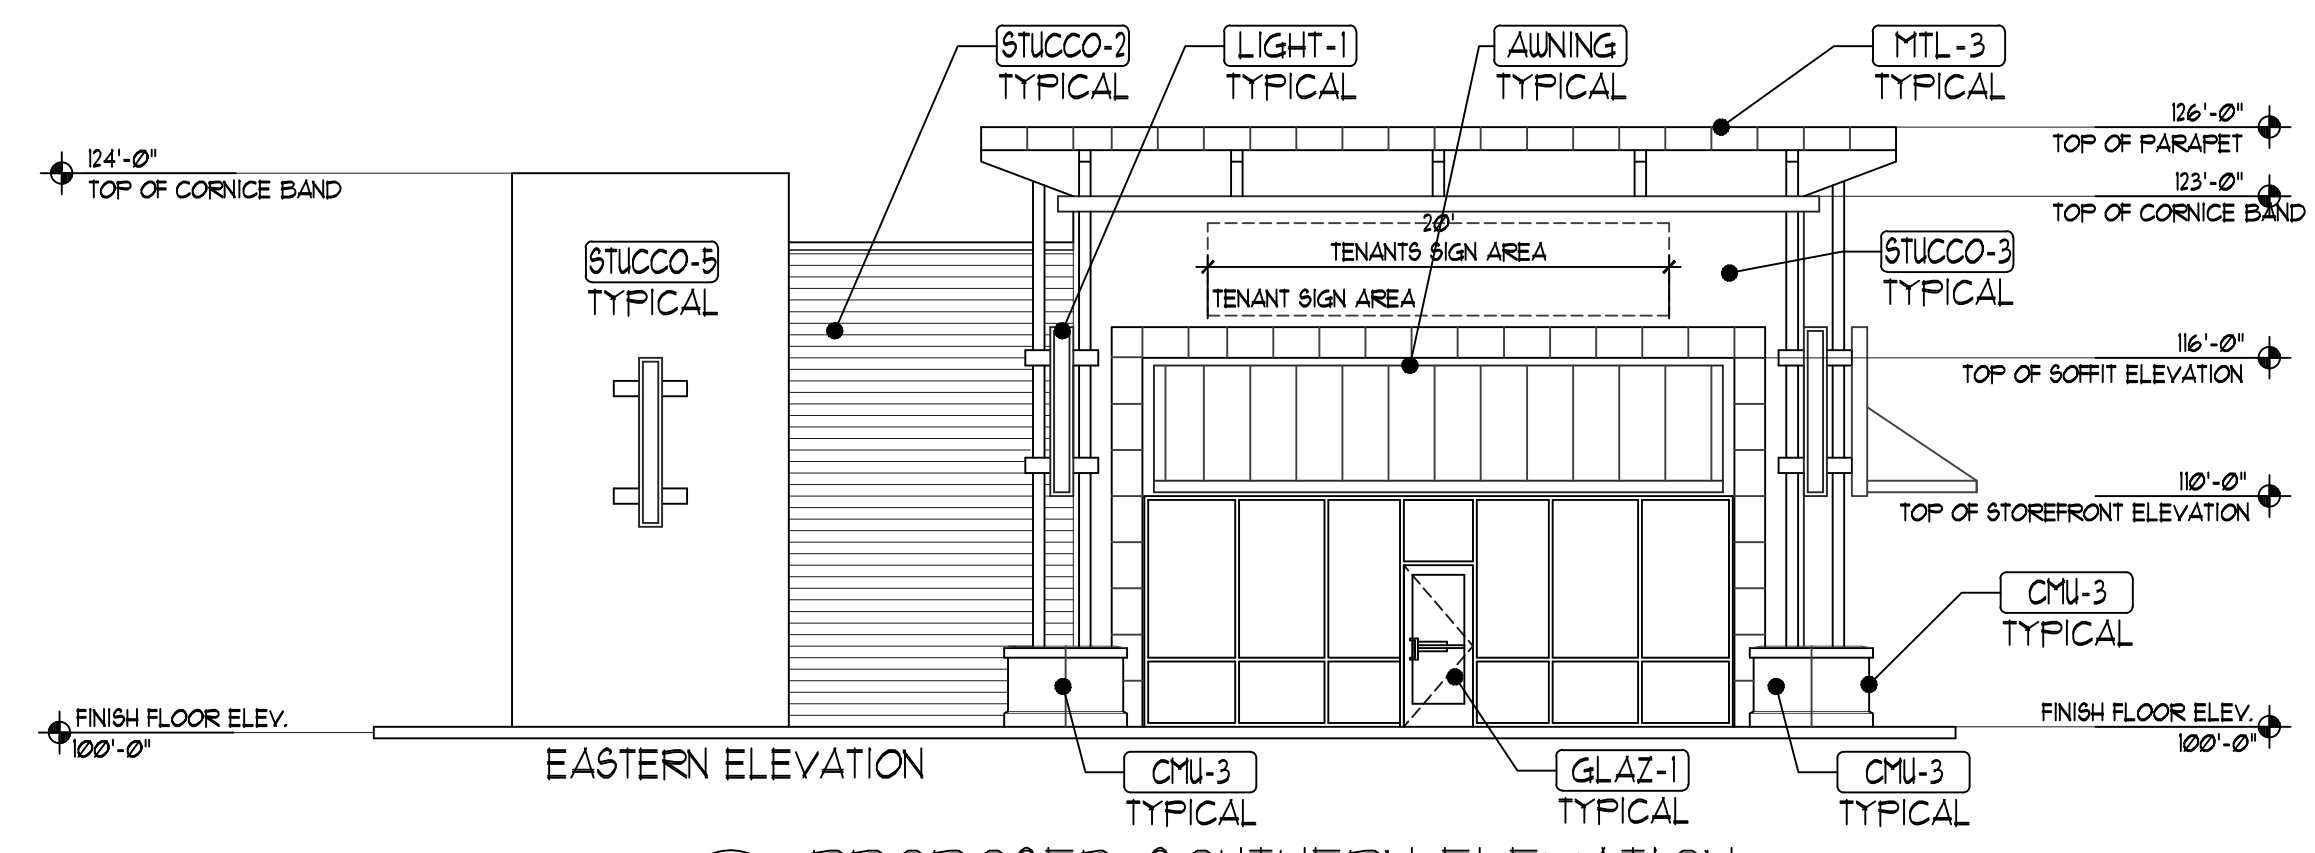 STUCCO-2
TYPICAL
LIGHT-1
TYPICAL
AWNING
TYPICAL
MTL-3
TYPICAL
126'-0"
TOP OF PARAPET
124'-0"
TOP OF CORNICE BAND
123'-0"
TOP OF CORNICE BAND
20'
TENANTS SIGN AREA
TENANT SIGN AREA
STUCCO-5
TYPICAL
STUCCO-3
TYPICAL
116'-0"
TOP OF SOFFIT ELEVATION
110'-0"
TOP OF STOREFRONT ELEVATION
CMU-3
TYPICAL
FINISH FLOOR ELEV.
100'-0"
FINISH FLOOR ELEV.
100'-0"
EASTERN ELEVATION
CMU-3
TYPICAL
GLAZ-1
TYPICAL
CMU-3
TYPICAL
PROPOSED SOUTHERN ELEVATION